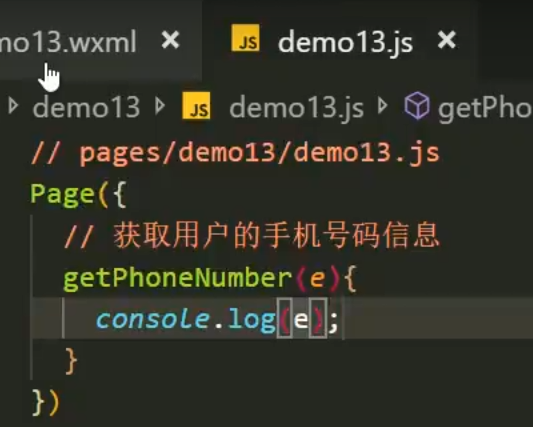 mo13.wxml ×  JS demo13.js ×
demo13 JS demo13.js getPho
// pages/demo13/demo13.js
Page({
// 获取用户的手机号码信息
getPhoneNumber(e){
console.log(e);
}
})